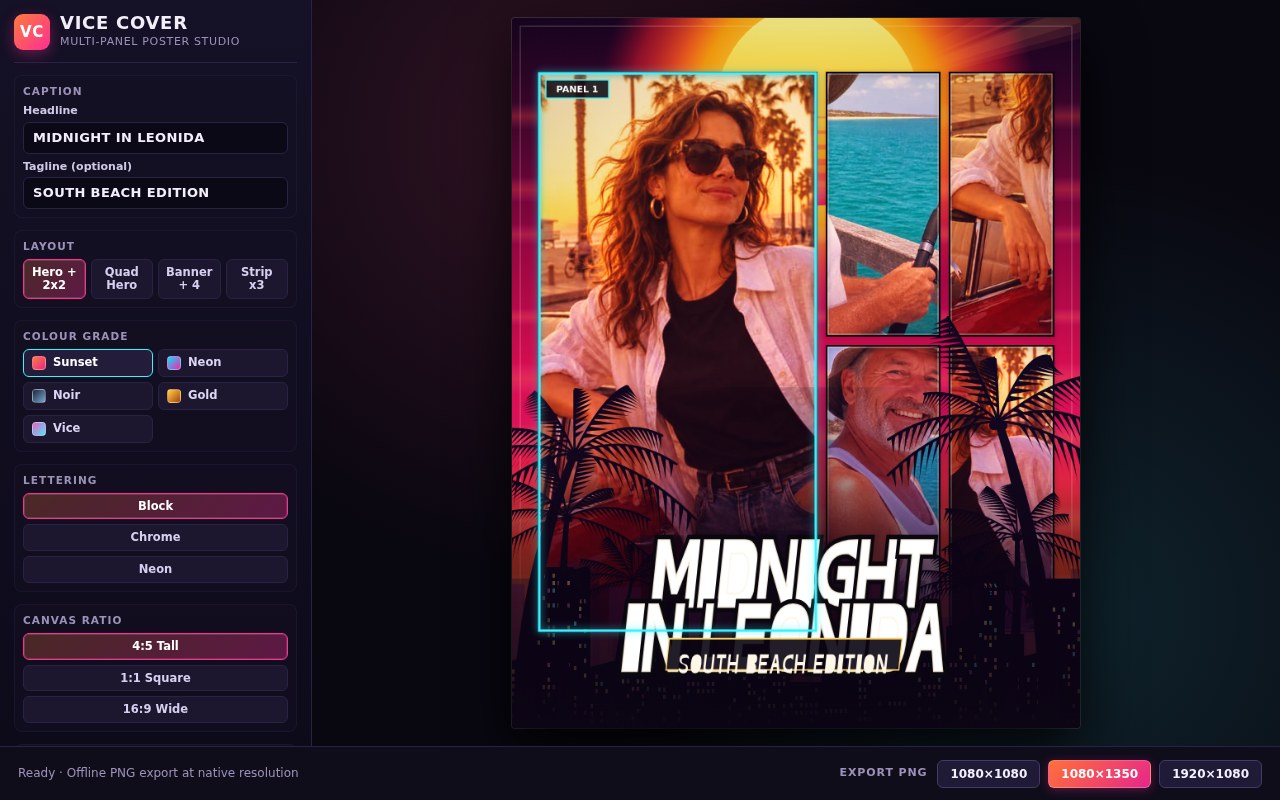 VC
VICE COVER
MULTI-PANEL POSTER STUDIO
CAPTION
Headline
MIDNIGHT IN LEONIDA
Tagline (optional)
SOUTH BEACH EDITION
LAYOUT
Hero +
2x2
Quad
Hero
Banner
+ 4
Strip
x3
COLOUR GRADE
Sunset
Neon
Noir
Gold
Vice
LETTERING
Block
Chrome
Neon
CANVAS RATIO
4:5 Tall
1:1 Square
16:9 Wide
PANEL 1
MIDNIGHT
IN LEONIDA
SOUTH BEACH EDITION
Ready · Offline PNG export at native resolution
EXPORT PNG
1080×1080
1080×1350
1920×1080